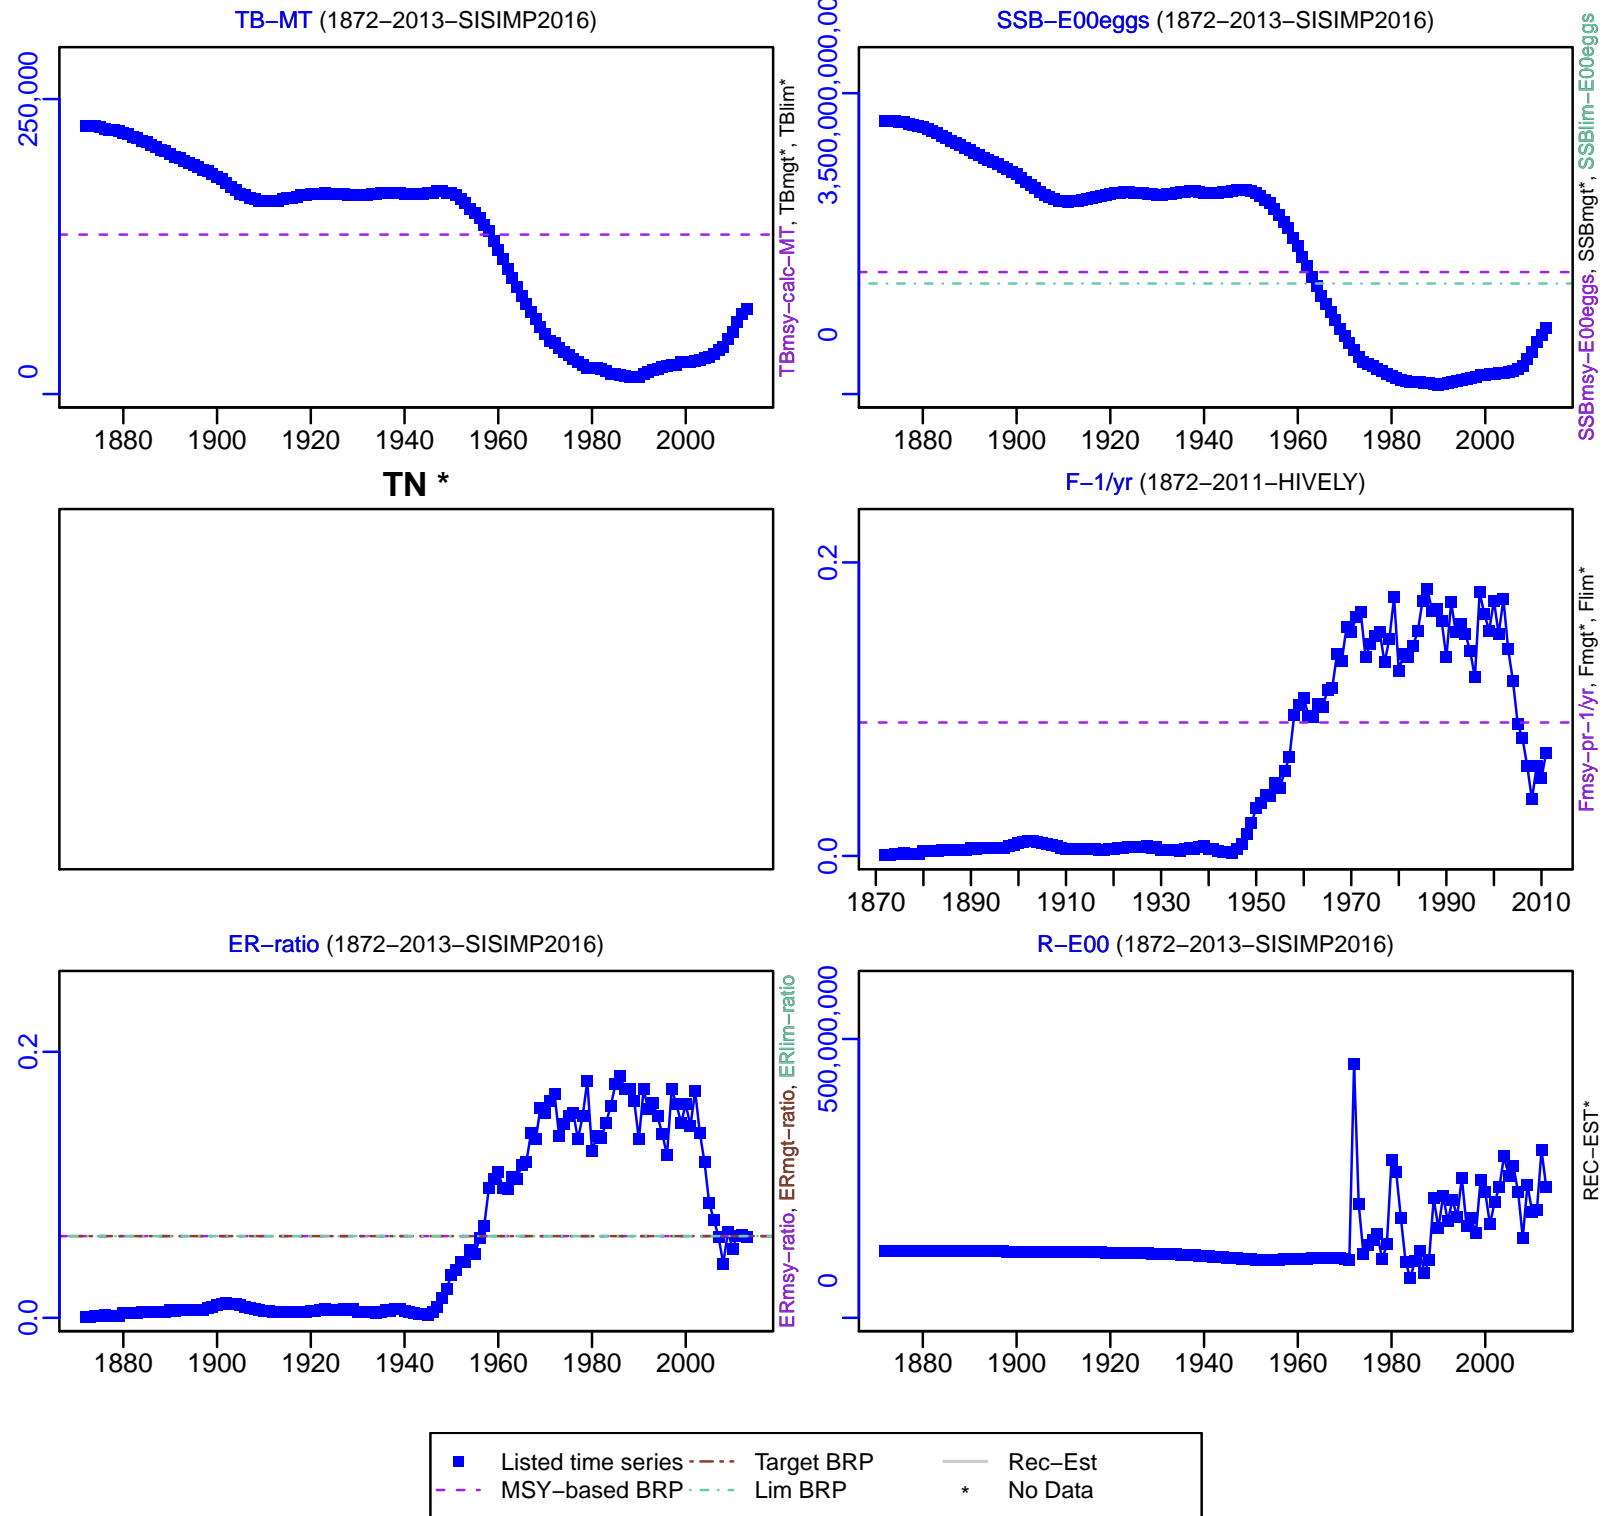 TB−MT (1872−2013−SISIMP2016)
250,000
0
TBmsy−calc−MT, TBmgt*, TBlim*
1880 1900 1920 1940 1960 1980 2000
SSB−E00eggs (1872−2013−SISIMP2016)
0
SSBmsy−E00eggs, SSBmgt*, SSBlim−E00eggs
1880 1900 1920 1940 1960 1980 2000
TN *
F−1/yr (1872−2011−HIVELY)
0.2
0.0
Fmsy−pr−1/yr, Fmgt*, Flim*
1870 1890 1910 1930 1950 1970 1990 2010
ER−ratio (1872−2013−SISIMP2016)
0.2
0.0
ERmsy−ratio, ERmgt−ratio, ERlim−ratio
1880 1900 1920 1940 1960 1980 2000
R−E00 (1872−2013−SISIMP2016)
500,000,000
0
REC−EST*
1880 1900 1920 1940 1960 1980 2000
Listed time series
Target BRP
Rec−Est
MSY−based BRP
Lim BRP
* No Data